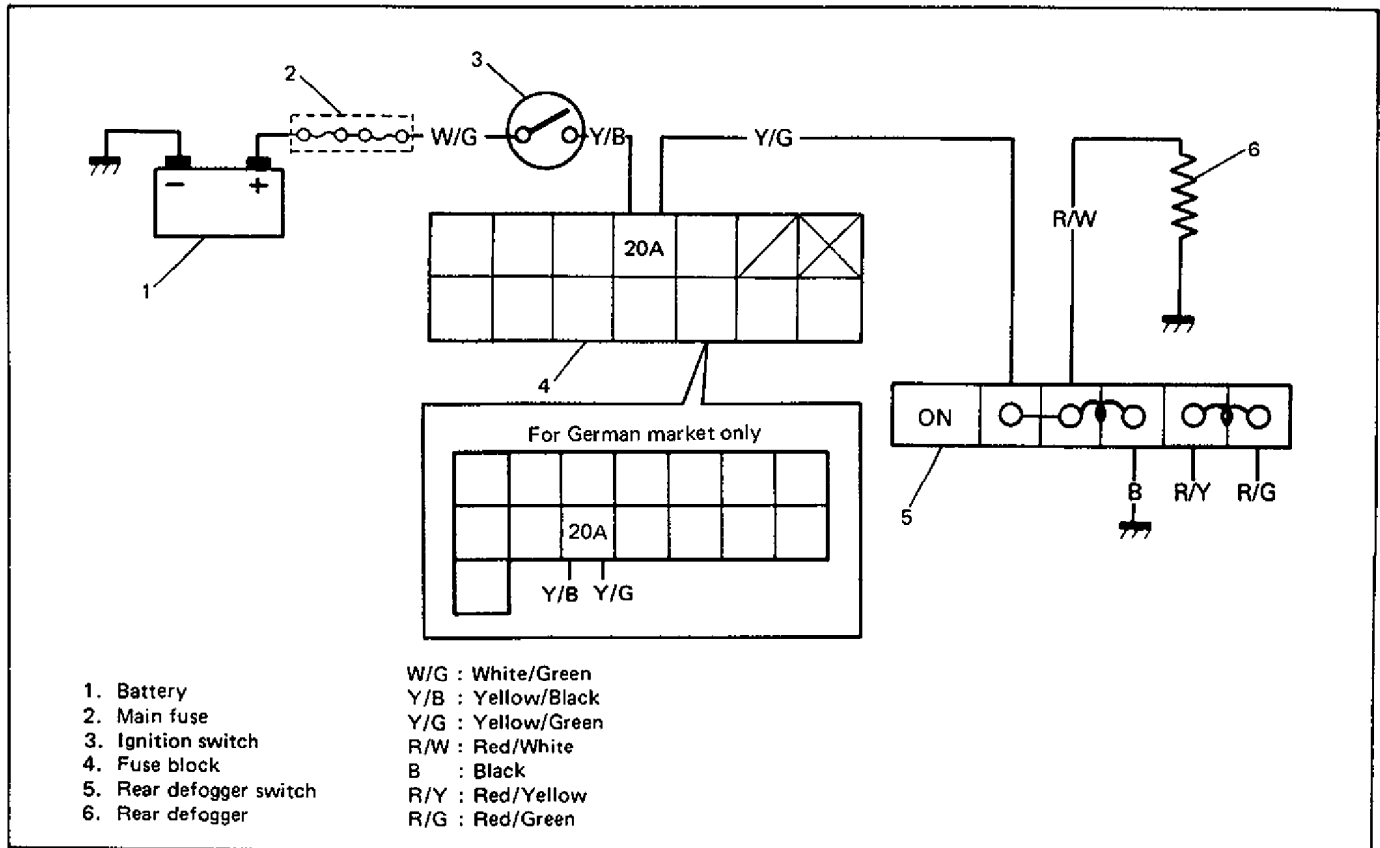 3
2
W/G
Y/B
Y/G
6
R/W
− +
20A
1
4
ON
For German market only
B R/Y R/G
5
20A
Y/B Y/G
1. Battery
2. Main fuse
3. Ignition switch
4. Fuse block
5. Rear defogger switch
6. Rear defogger
W/G : White/Green
Y/B : Yellow/Black
Y/G : Yellow/Green
R/W : Red/White
B : Black
R/Y : Red/Yellow
R/G : Red/Green